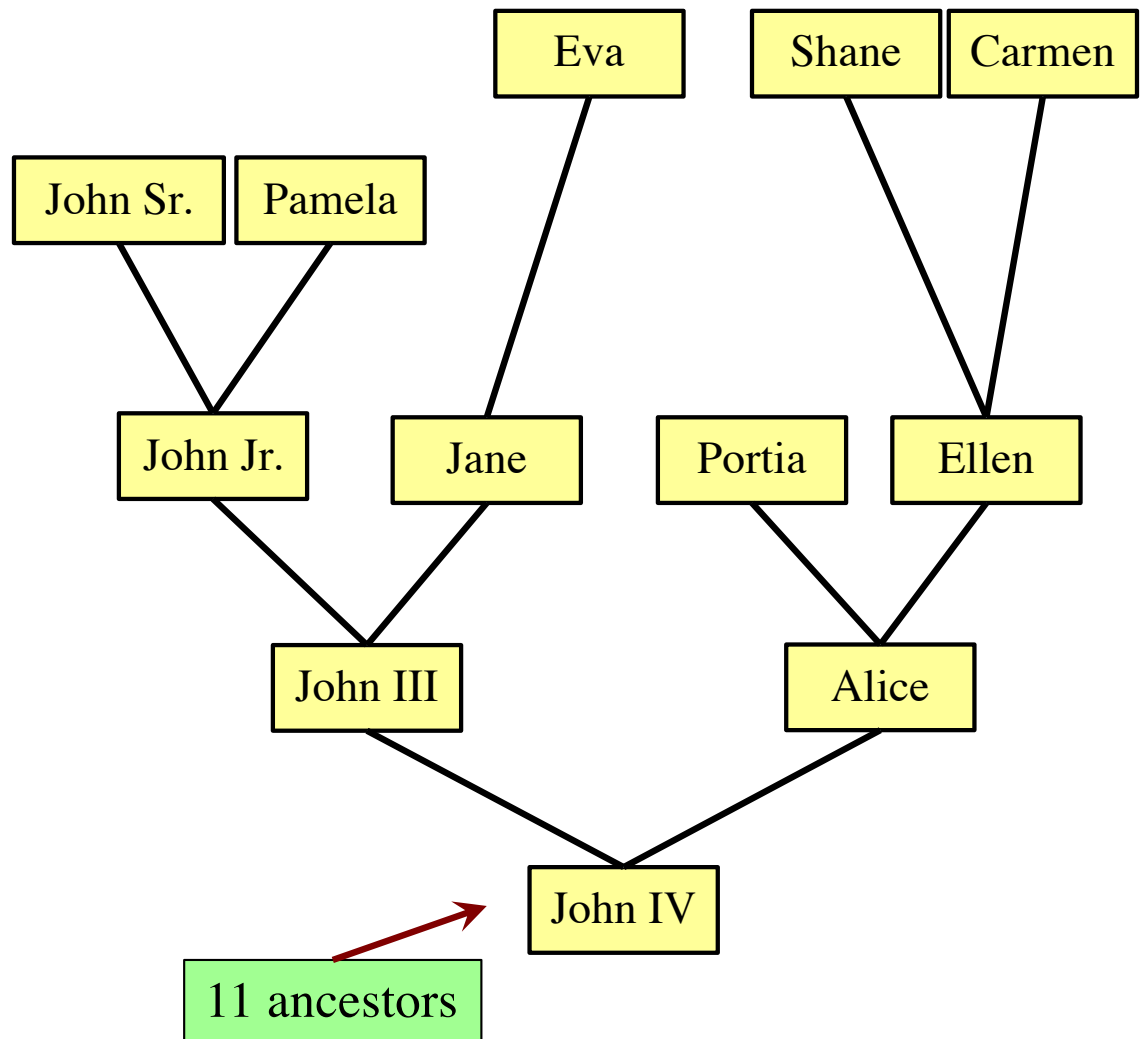 Eva
Shane
Carmen
John Sr.
Pamela
John Jr.
Jane
Portia
Ellen
John III
Alice
John IV
11 ancestors